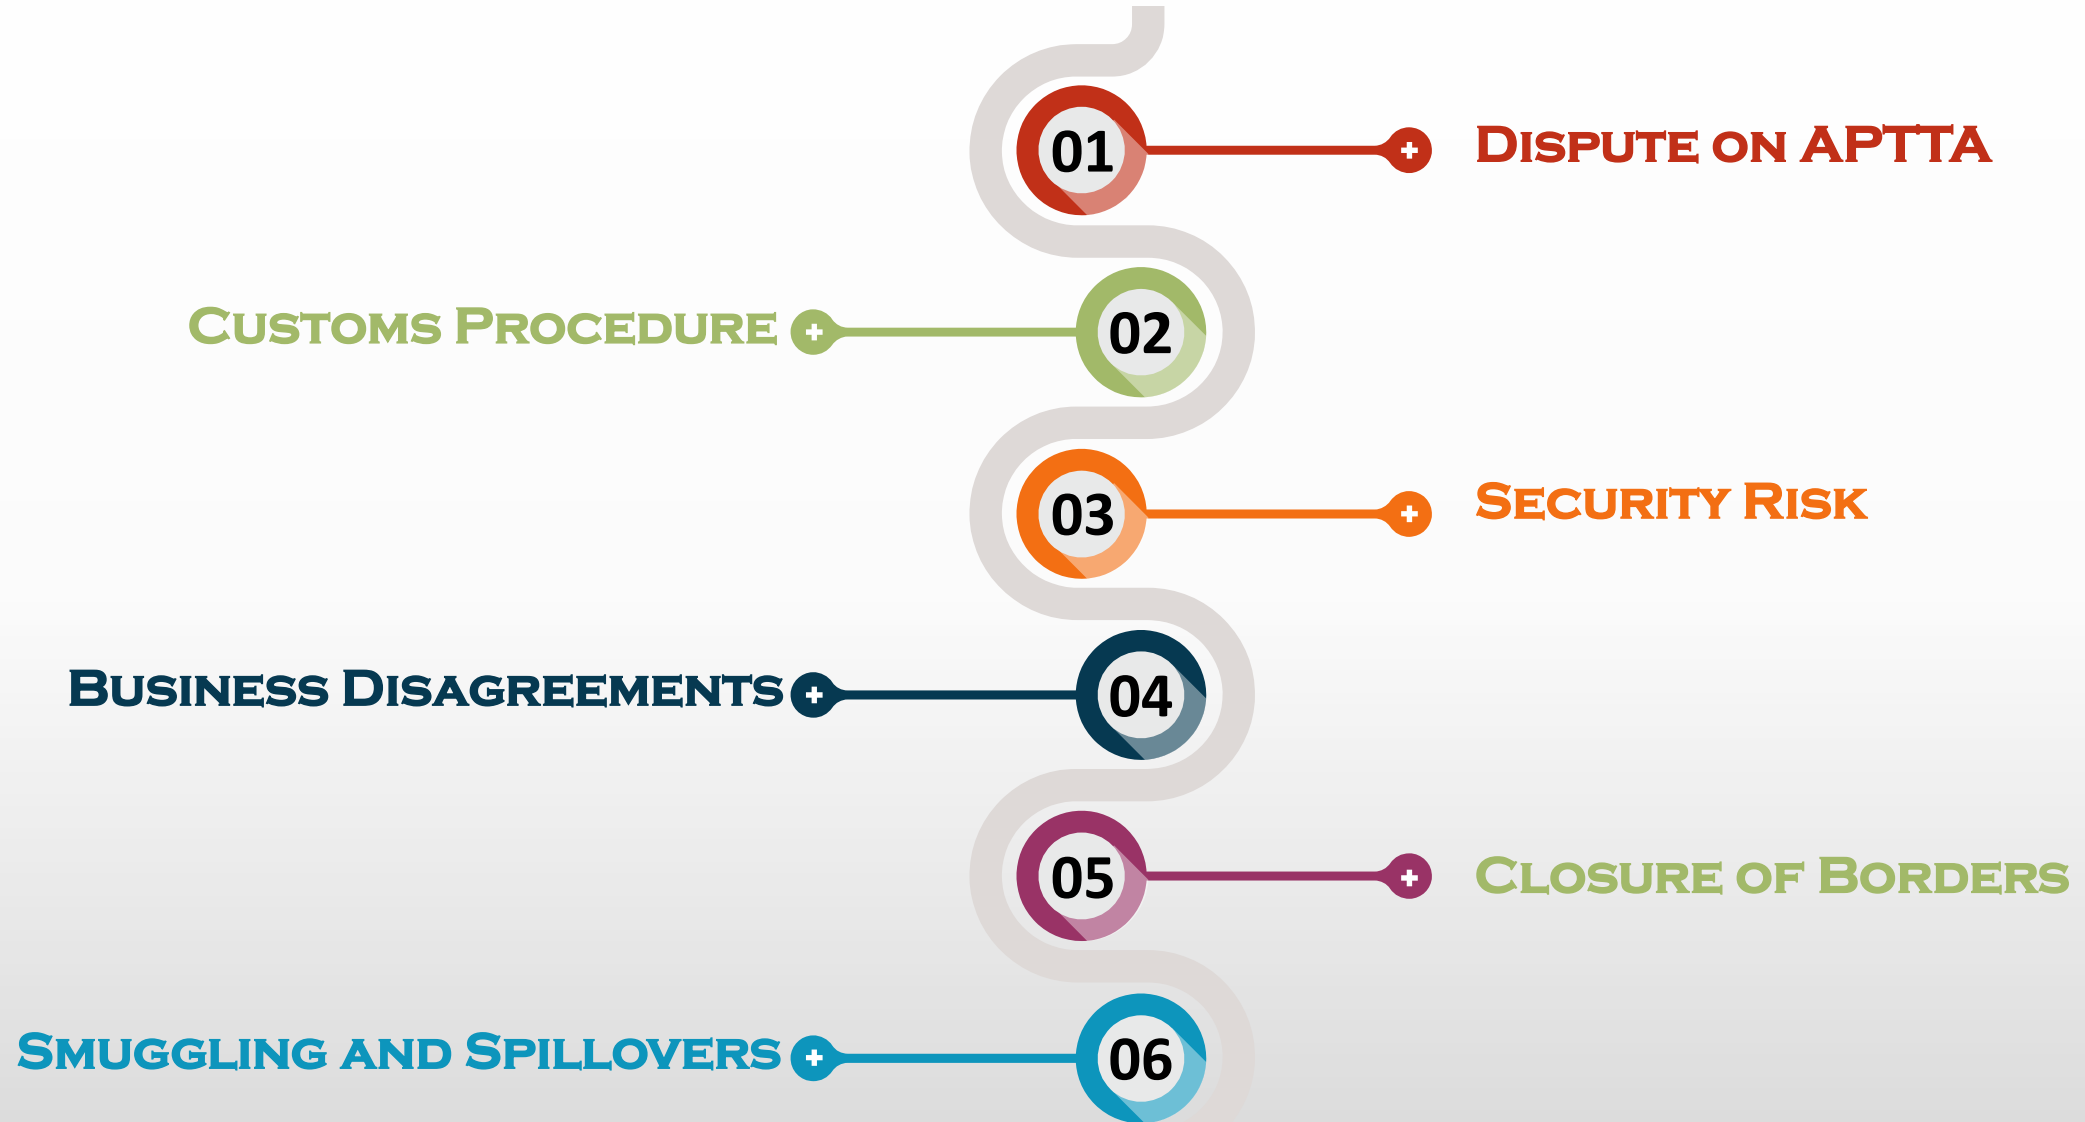 01
Dispute on APTTA
Customs Procedure
02
03
Security Risk
Business Disagreements
04
05
Closure of Borders
Smuggling and Spillovers
06